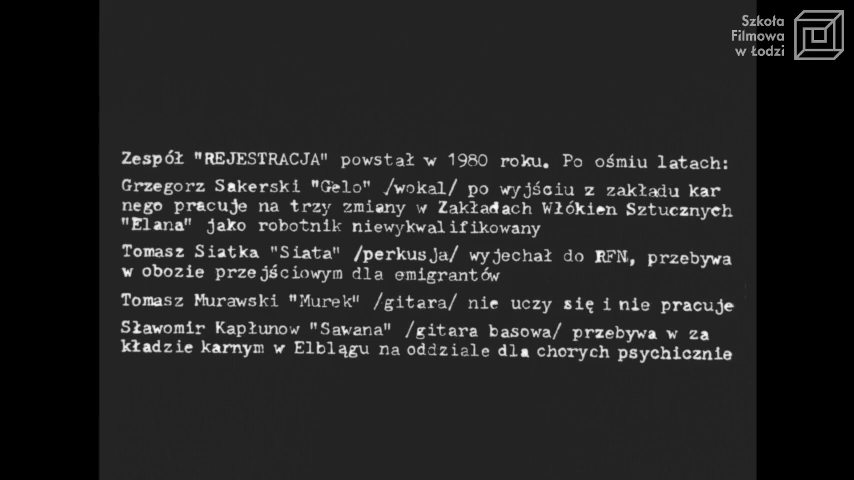 Szkoła
Filmowa
w Łodzi
Zespół "REJESTRACJA" powstał w 1980 roku. Po ośmiu latach:
Grzegorz Sakerski "Gelo" /wokal/ po wyjściu z zakładu kar
nego pracuje na trzy zmiany w Zakładach Włókien Sztucznych
"Elana" jako robotnik niewykwalifikowany
Tomasz Siatka "Siata" /perkusja/ wyjechał do RFN, przebywa
w obozie przejściowym dla emigrantów
Tomasz Murawski "Murek" /gitara/ nie uczy się i nie pracuje
Sławomir Kapłunow "Sawana" /gitara basowa/ przebywa w za
kładzie karnym w Elblągu na oddziale dla chorych psychicznie